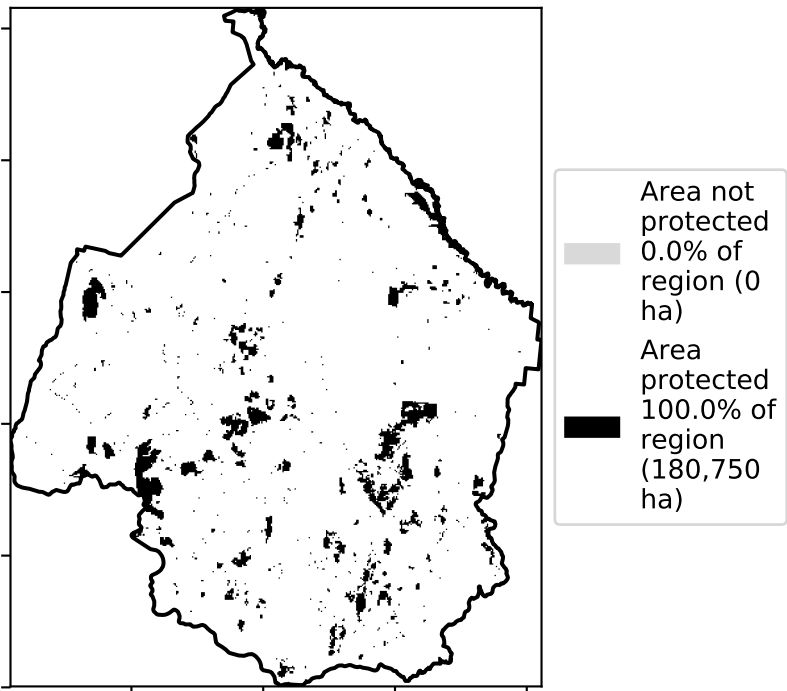 Area not
protected
0.0% of
region (0
ha)
Area
protected
100.0% of
region
(180,750
ha)